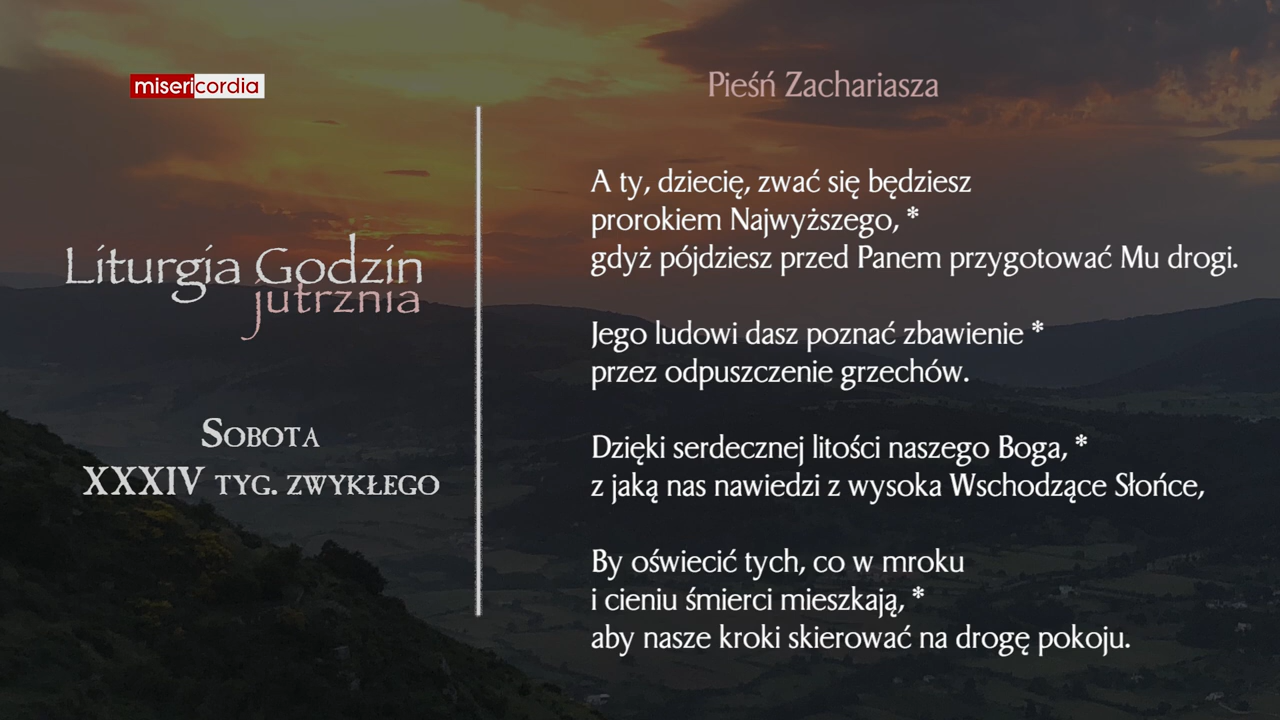 misericordia
Liturgia Godzin
jutrznia
Sobota
XXXIV tyg. zwykłego
Pieśń Zachariasza
A ty, dziecię, zwać się będziesz
prorokiem Najwyższego, *
gdyż pójdziesz przed Panem przygotować Mu drogi.
Jego ludowi dasz poznać zbawienie *
przez odpuszczenie grzechów.
Dzięki serdecznej litości naszego Boga, *
z jaką nas nawiedzi z wysoka Wschodzące Słońce,
By oświecić tych, co w mroku
i cieniu śmierci mieszkają, *
aby nasze kroki skierować na drogę pokoju.